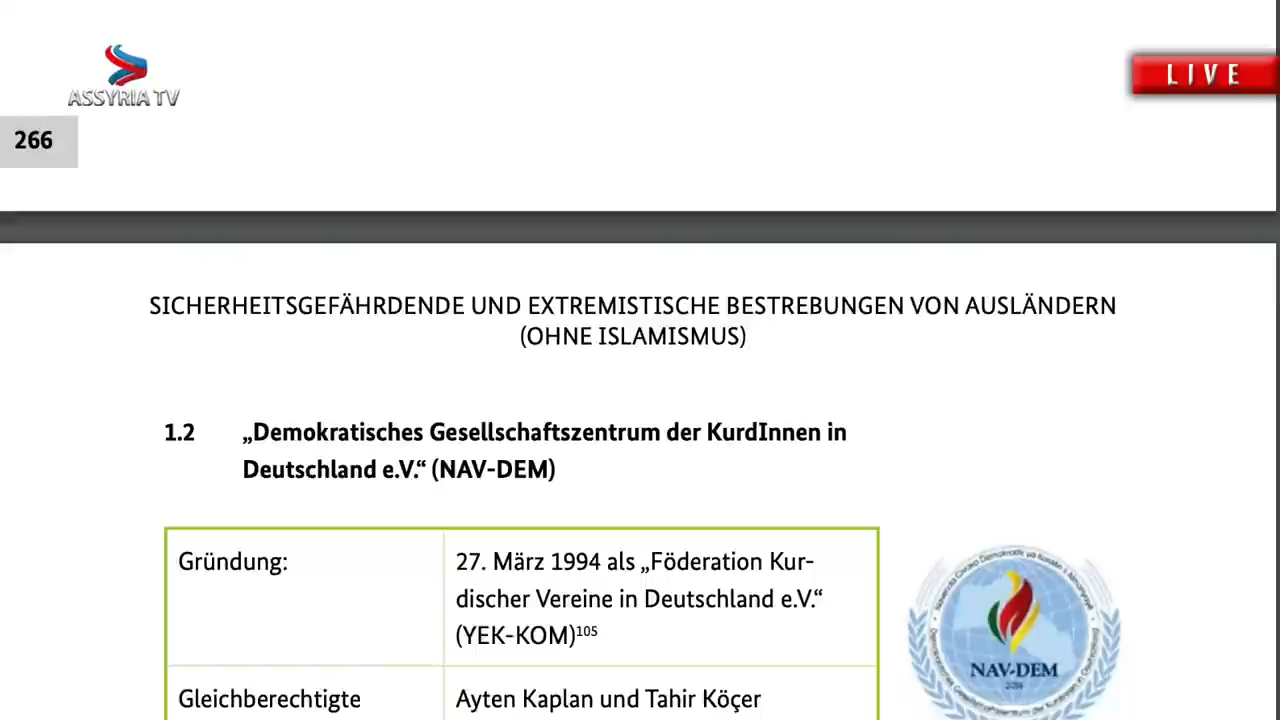 ASSYRIA TV
LIVE
266
SICHERHEITSGEFÄHRDENDE UND EXTREMISTISCHE BESTREBUNGEN VON AUSLÄNDERN
(OHNE ISLAMISMUS)
1.2 „Demokratisches Gesellschaftszentrum der KurdInnen in
Deutschland e.V.“ (NAV-DEM)
Gründung: 27. März 1994 als „Föderation Kur-
discher Vereine in Deutschland e.V.“
(YEK-KOM)105
NAV-DEM
Gleichberechtigte Ayten Kaplan und Tahir Köçer